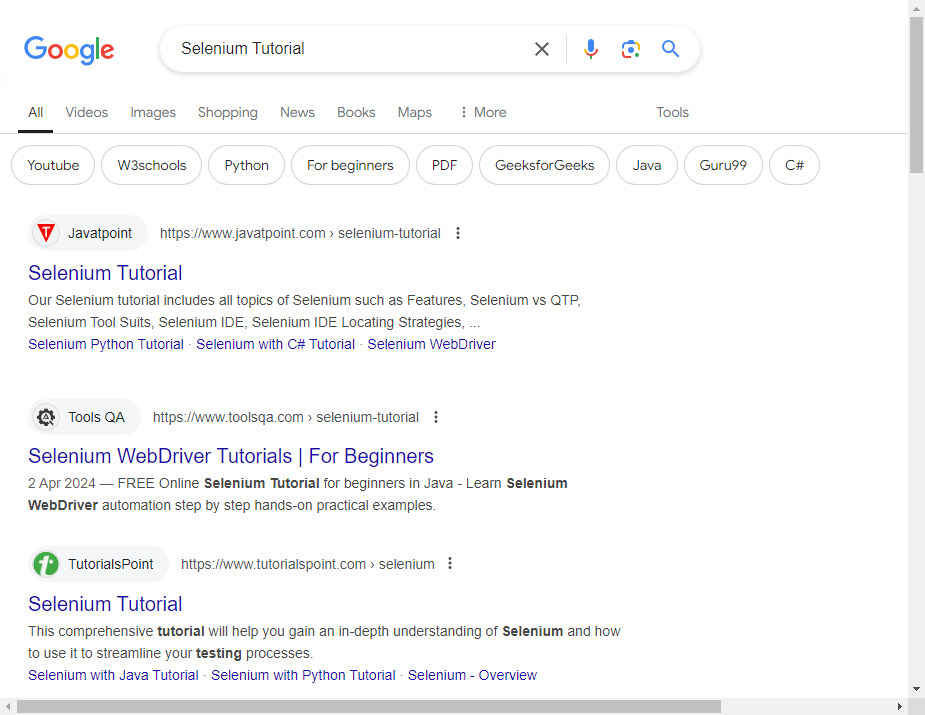 Google
Selenium Tutorial
All Videos Images Shopping News Books Maps More Tools
Youtube W3schools Python For beginners PDF GeeksforGeeks Java Guru99 C#
Javatpoint https://www.javatpoint.com › selenium-tutorial
Selenium Tutorial
Our Selenium tutorial includes all topics of Selenium such as Features, Selenium vs QTP,
Selenium Tool Suits, Selenium IDE, Selenium IDE Locating Strategies, ...
Selenium Python Tutorial · Selenium with C# Tutorial · Selenium WebDriver
Tools QA https://www.toolsqa.com › selenium-tutorial
Selenium WebDriver Tutorials | For Beginners
2 Apr 2024 — FREE Online Selenium Tutorial for beginners in Java - Learn Selenium
WebDriver automation step by step hands-on practical examples.
TutorialsPoint https://www.tutorialspoint.com › selenium
Selenium Tutorial
This comprehensive tutorial will help you gain an in-depth understanding of Selenium and how
to use it to streamline your testing processes.
Selenium with Java Tutorial · Selenium with Python Tutorial · Selenium - Overview